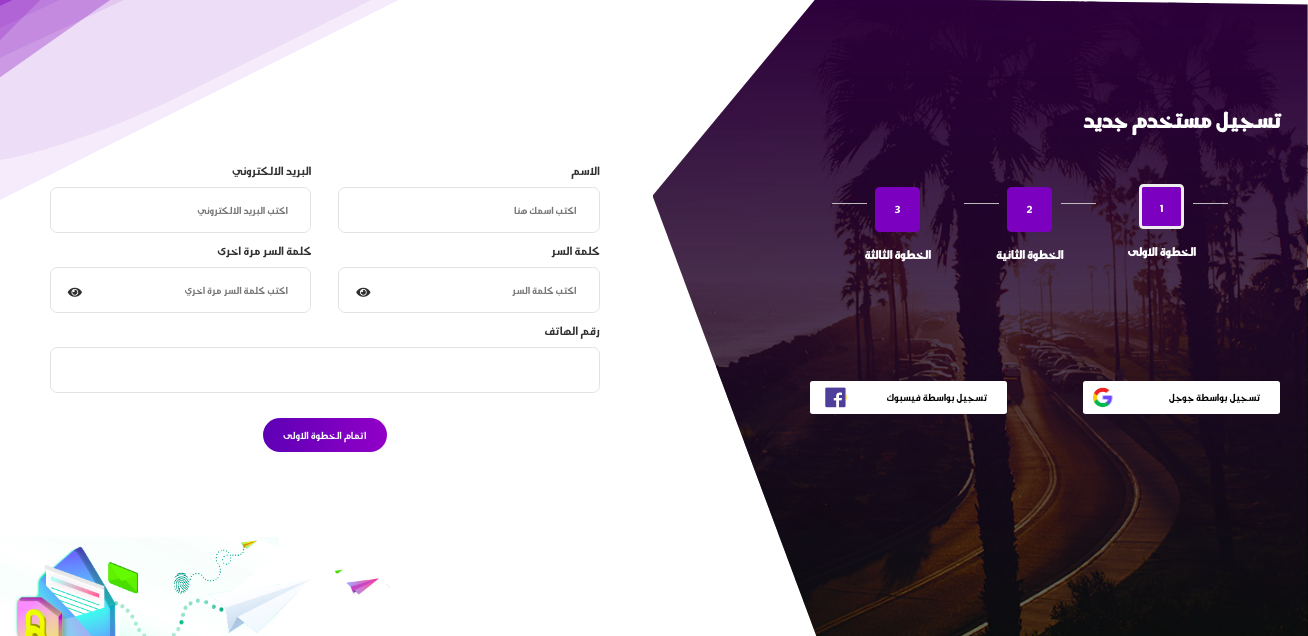 تسجيل مستخدم جديد
1
2
3
الخطوة الاولى
الخطوة الثانية
الخطوة الثالثة
تسجيل بواسطة جوجل
تسجيل بواسطة فيسبوك
الاسم
البريد الالكتروني
اكتب اسمك هنا
اكتب البريد الالكتروني
كلمة السر
كلمة السر مرة اخرى
اكتب كلمة السر
اكتب كلمة السر مرة اخري
رقم الهاتف
اتمام الخطوة الاولى